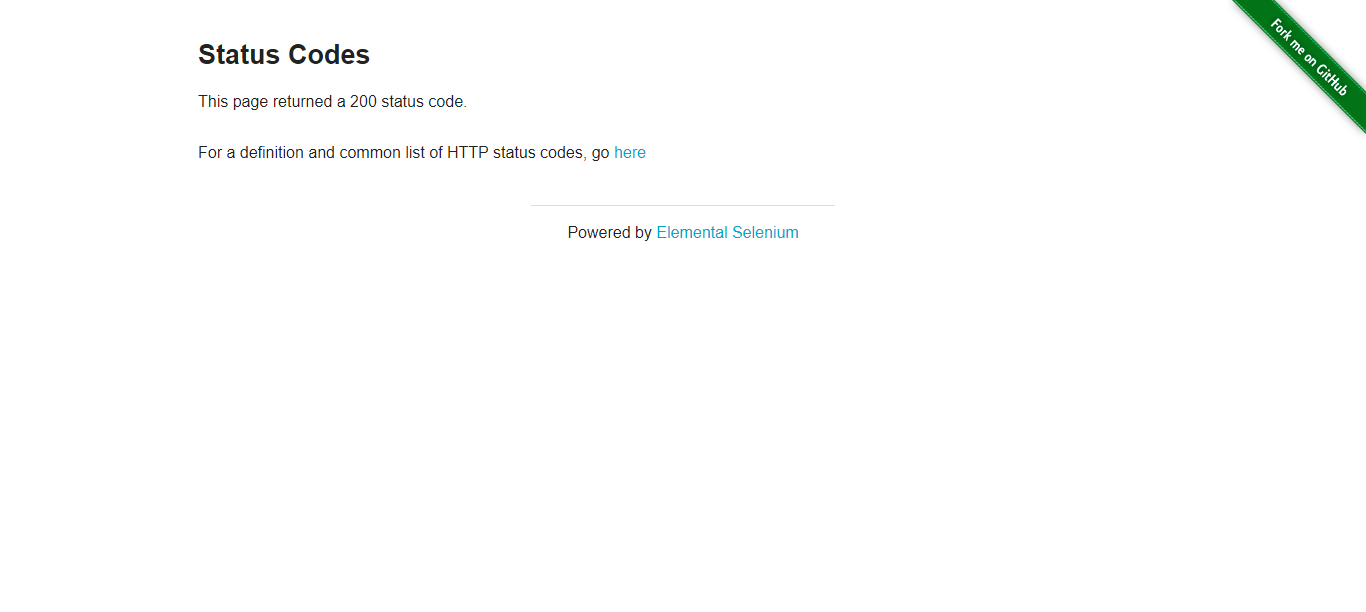 Fork me on GitHub
Status Codes
This page returned a 200 status code.
For a definition and common list of HTTP status codes, go here
Powered by Elemental Selenium